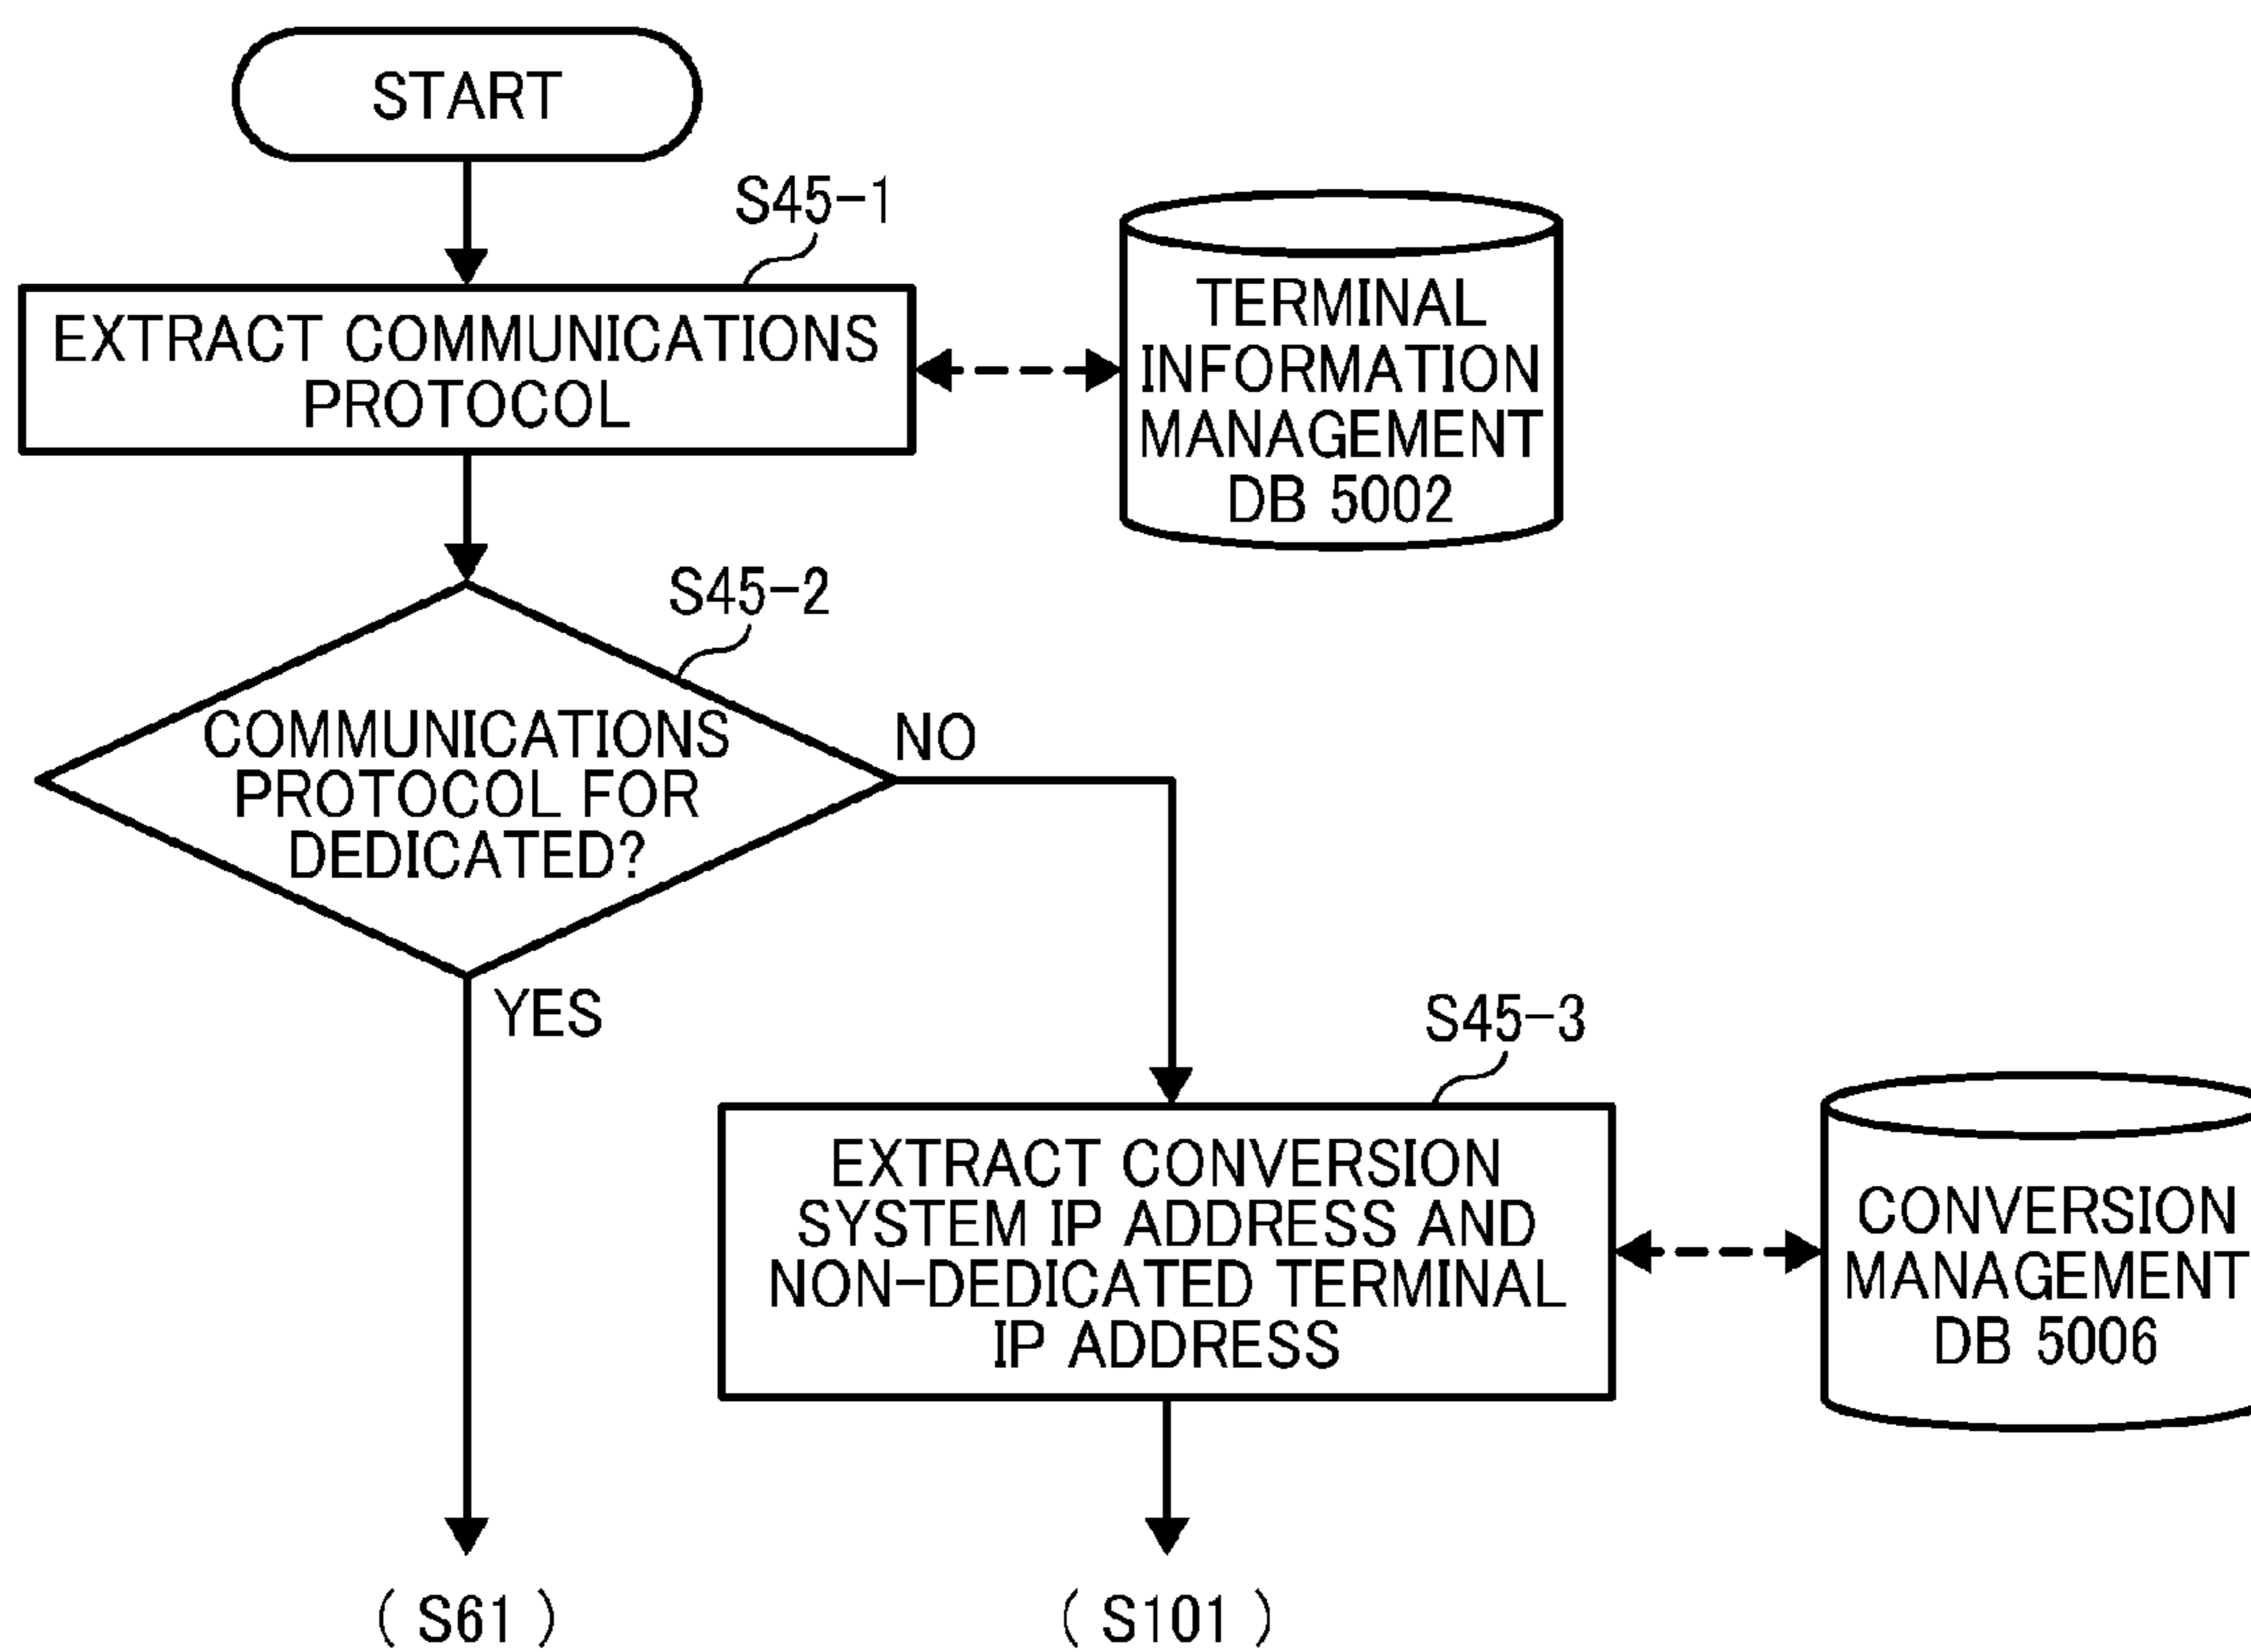 START
S45-1
EXTRACT COMMUNICATIONS
PROTOCOL
TERMINAL
INFORMATION
MANAGEMENT
DB 5002
S45-2
COMMUNICATIONS
PROTOCOL FOR
DEDICATED?
NO
YES
S45-3
EXTRACT CONVERSION
SYSTEM IP ADDRESS AND
NON-DEDICATED TERMINAL
IP ADDRESS
CONVERSION
MANAGEMENT
DB 5006
( S61 )
( S101 )